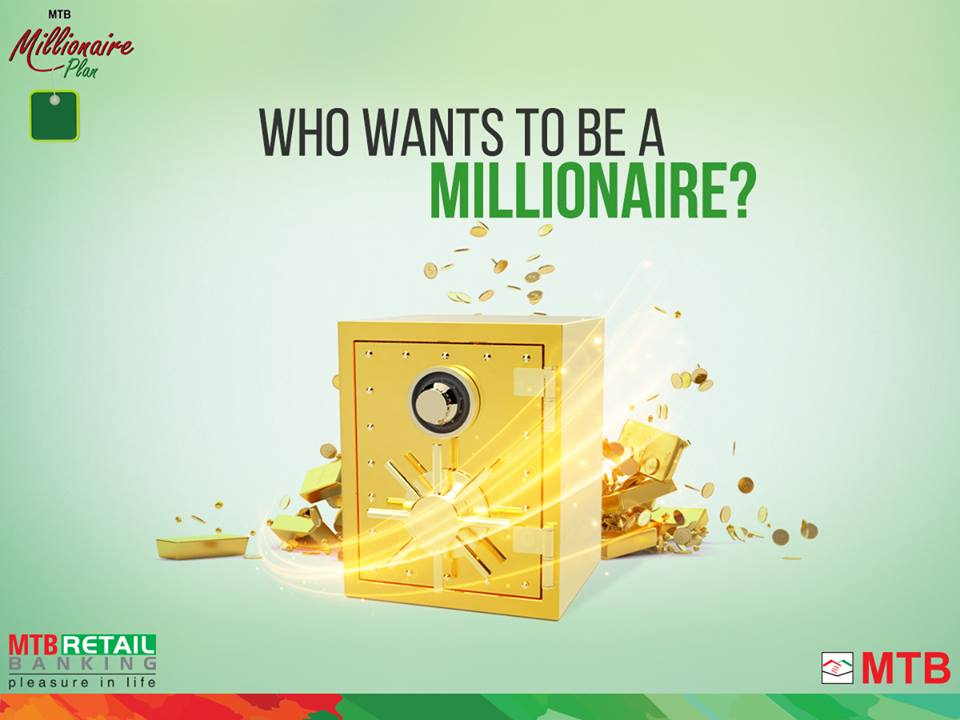 MTB
Millionaire
Plan
WHO WANTS TO BE A
MILLIONAIRE?
MTB RETAIL
BANKING
pleasure in life
MTB